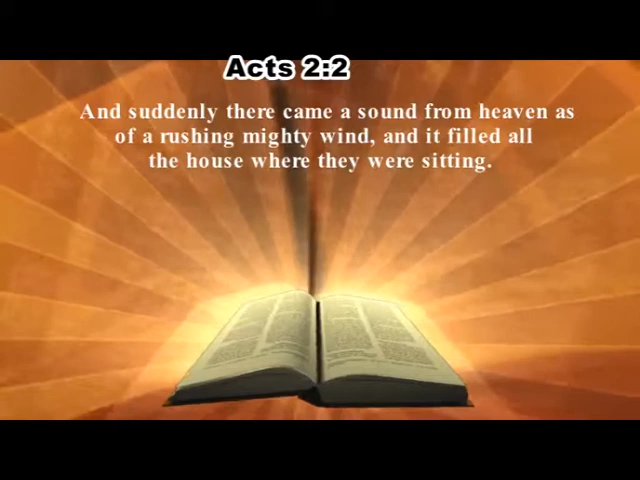 Acts 2:2
And suddenly there came a sound from heaven as
of a rushing mighty wind, and it filled all
the house where they were sitting.